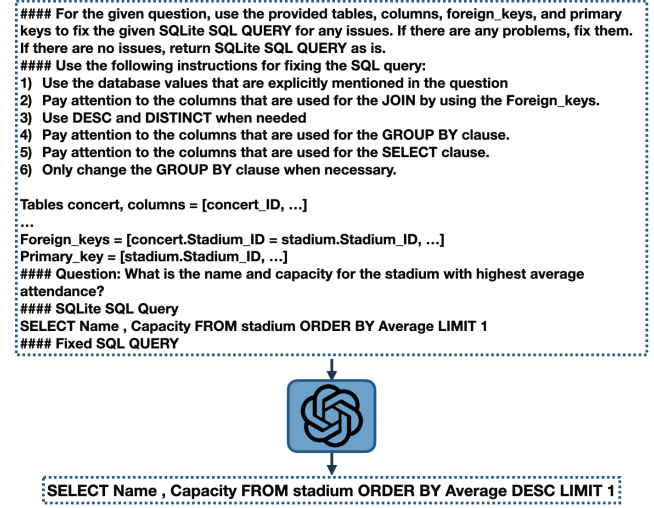 #### For the given question, use the provided tables, columns, foreign_keys, and primary
keys to fix the given SQLite SQL QUERY for any issues. If there are any problems, fix them.
If there are no issues, return SQLite SQL QUERY as is.
#### Use the following instructions for fixing the SQL query:
1) Use the database values that are explicitly mentioned in the question
2) Pay attention to the columns that are used for the JOIN by using the Foreign_keys.
3) Use DESC and DISTINCT when needed
4) Pay attention to the columns that are used for the GROUP BY clause.
5) Pay attention to the columns that are used for the SELECT clause.
6) Only change the GROUP BY clause when necessary.
Tables concert, columns = [concert_ID, ...]
...
Foreign_keys = [concert.Stadium_ID = stadium.Stadium_ID, ...]
Primary_key = [stadium.Stadium_ID, ...]
#### Question: What is the name and capacity for the stadium with highest average
attendance?
#### SQLite SQL Query
SELECT Name , Capacity FROM stadium ORDER BY Average LIMIT 1
#### Fixed SQL QUERY
SELECT Name , Capacity FROM stadium ORDER BY Average DESC LIMIT 1